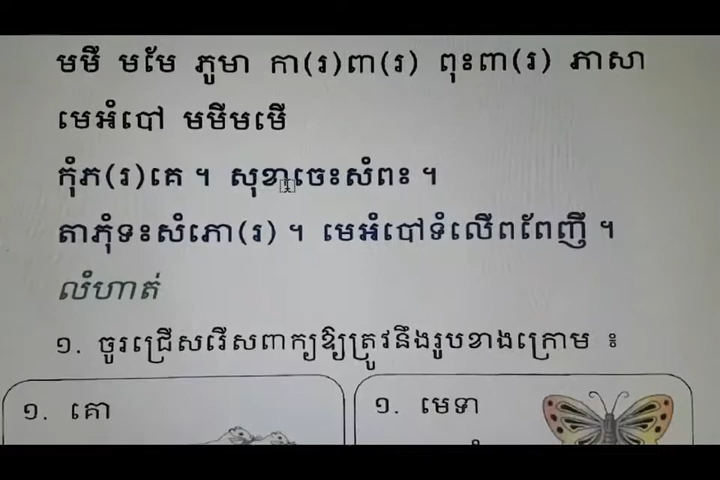 មមី មមែ ភូមា ការ(រ)ពា(រ) ពុះពា(រ) ភាសា
មេអំបៅ មមីមមើ
កុំភ(រ)គេ ។ សុខាចេះសំពះ ។
តាភុំទះសំភោ(រ) ។ មេអំបៅទំលើពពែញី ។
លំហាត់
១. ចូរជ្រើសរើសពាក្យឱ្យត្រូវនឹងរូបខាងក្រោម ៖
១. គោ
១. មេទា